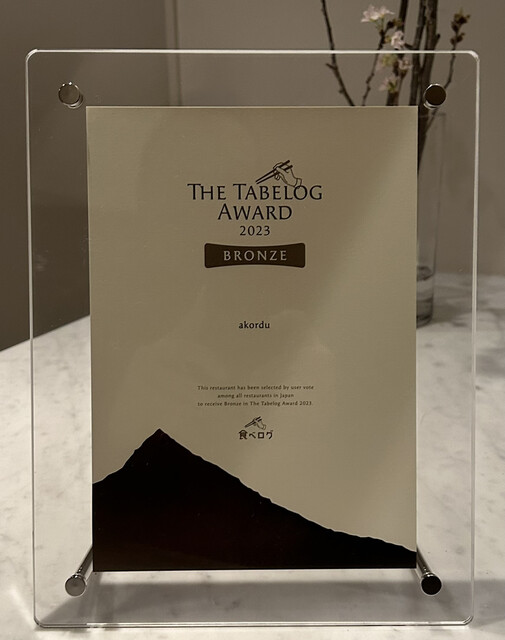 THE TABELOG
AWARD
2023
BRONZE
akordu
This restaurant has been selected by user vote
among all restaurants in Japan
to receive Bronze in The Tabelog Award 2023
食べログ